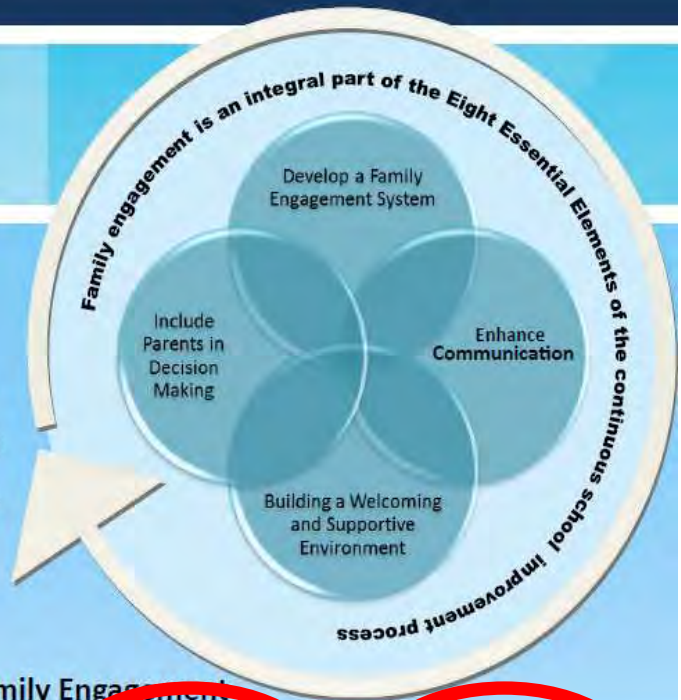 Family engagement is an integral part of the Eight Essential Elements of the continuous school improvement process
Develop a Family
Engagement System
Include
Parents in
Decision
Making
Enhance
Communication
Building a Welcoming
and Supportive
Environment